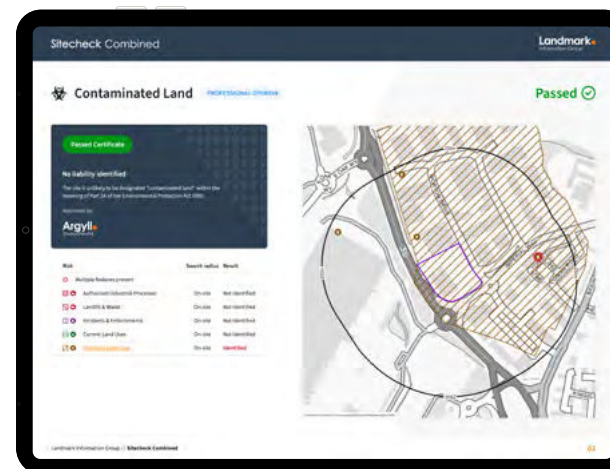 Sitecheck Combined
Landmark
Information Group
Contaminated Land
PROFESSIONAL OPINION
Passed
Passed Certificate
No liability identified
The site is unlikely to be designated "contaminated land" within the
meaning of Part 2A of the Environmental Protection Act 1990.
Argyll
Risk Search radius Result
Multiple features present
Authorised Industrial Processes On-site Not identified
Landfill & Waste On-site Not identified
Incidents & Enforcements On-site Not identified
Current Land Uses On-site Not identified
On-site Identified
Landmark Information Group | Sitecheck Combined